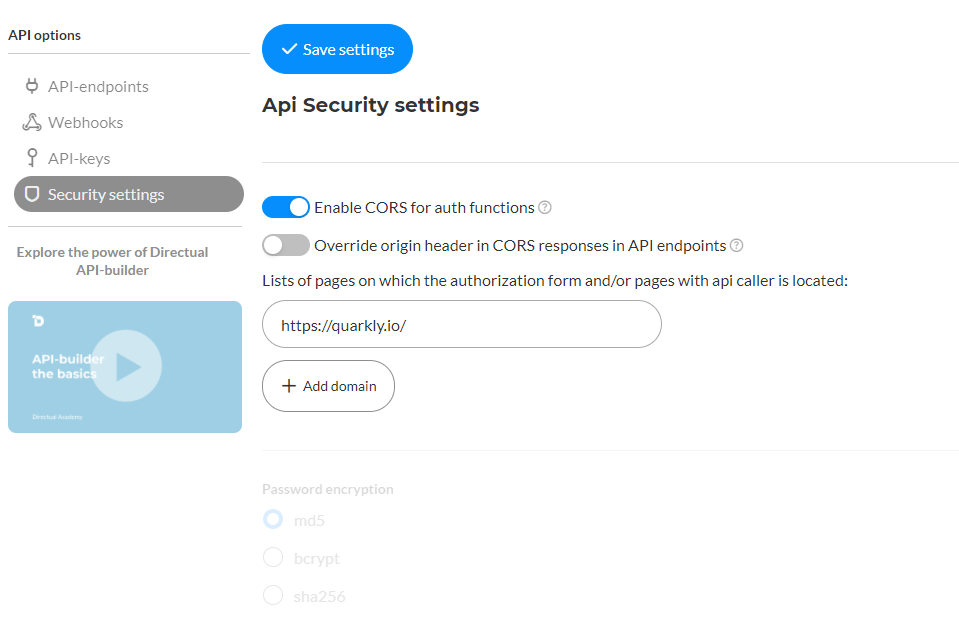 API options
API-endpoints
Webhooks
API-keys
Security settings
Explore the power of Directual
API-builder
API-builder
the basics
Directual Academy
Save settings
Api Security settings
Enable CORS for auth functions
Override origin header in CORS responses in API endpoints
Lists of pages on which the authorization form and/or pages with api caller is located:
https://quarkly.io/
Add domain
Password encryption
md5
bcrypt
sha256